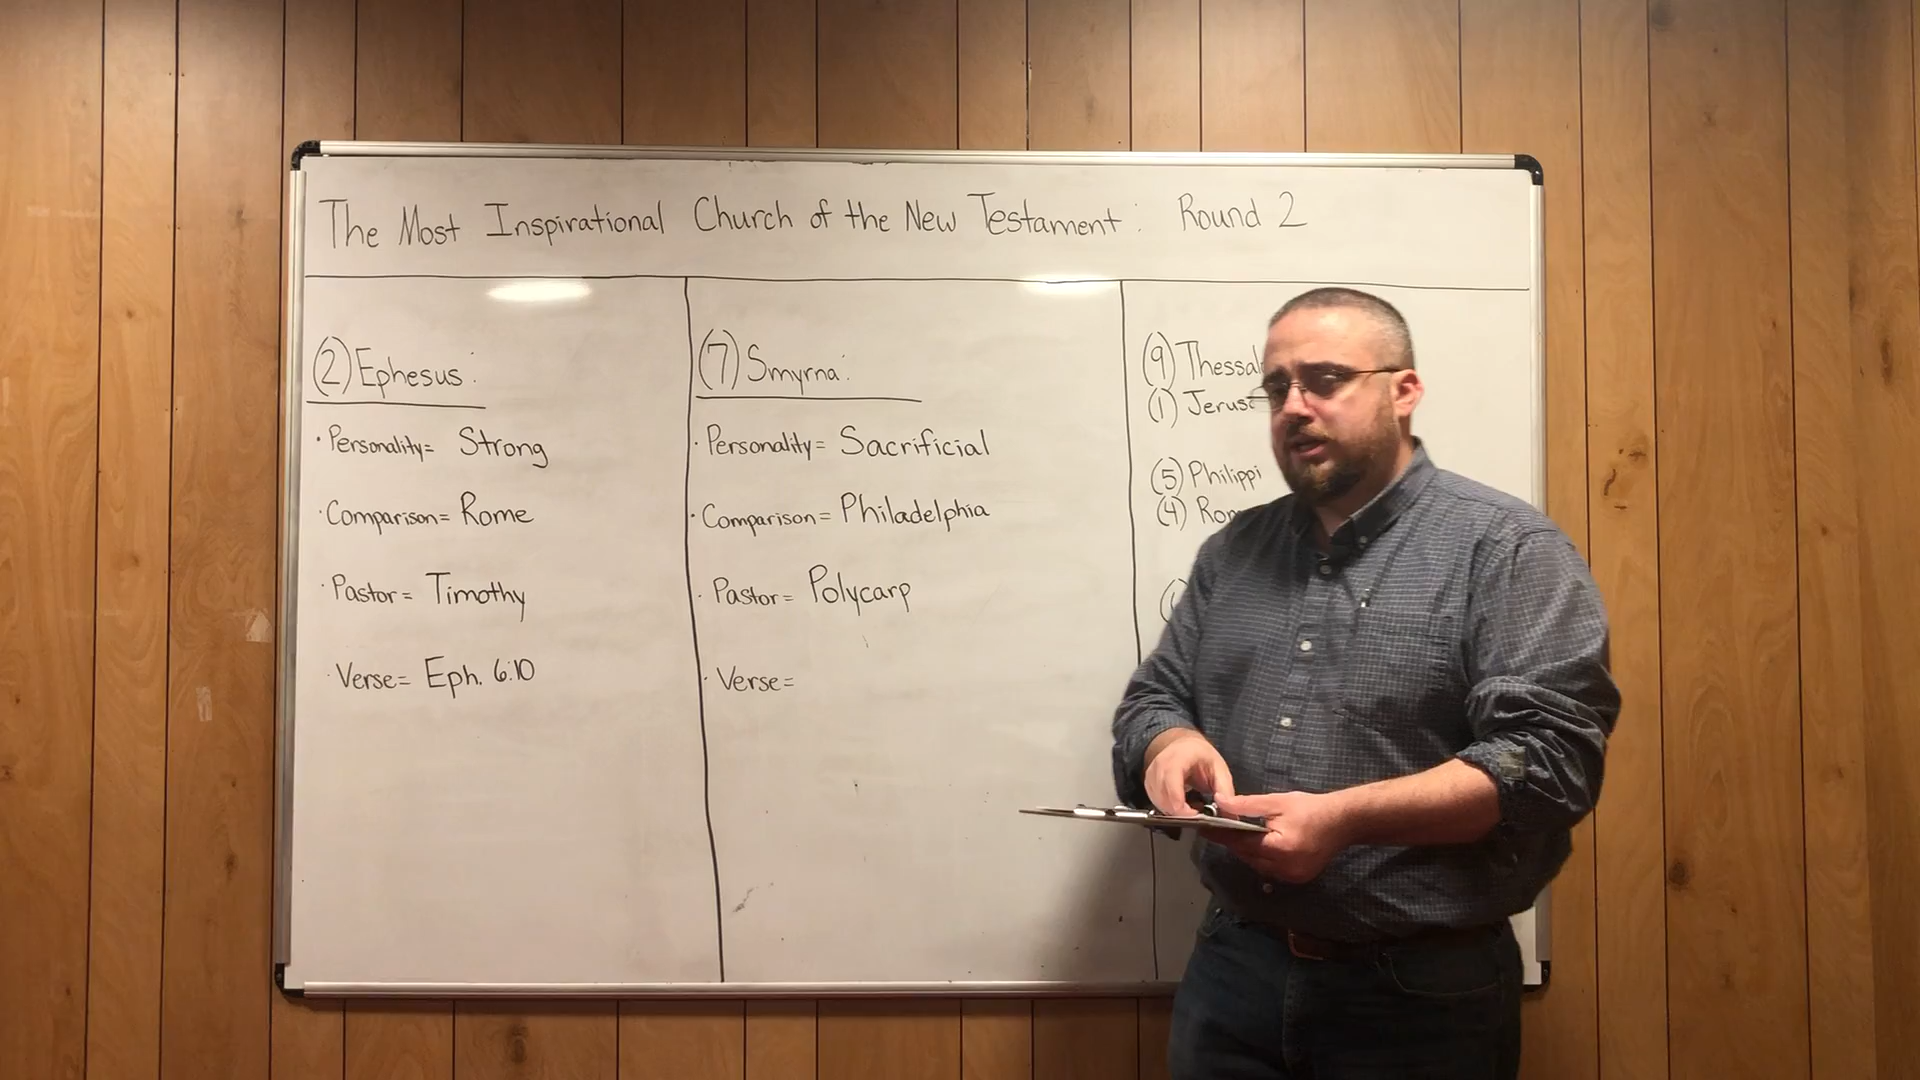 The Most Inspirational Church of the New Testament: Round 2
(2) Ephesus:
· Personality= Strong
· Comparison= Rome
· Pastor= Timothy
· Verse= Eph. 6:10
(7) Smyrna:
· Personality= Sacrificial
· Comparison= Philadelphia
· Pastor= Polycarp
· Verse=
(9) Thessal
(1) Jerus
(5) Philippi
(4) Rom